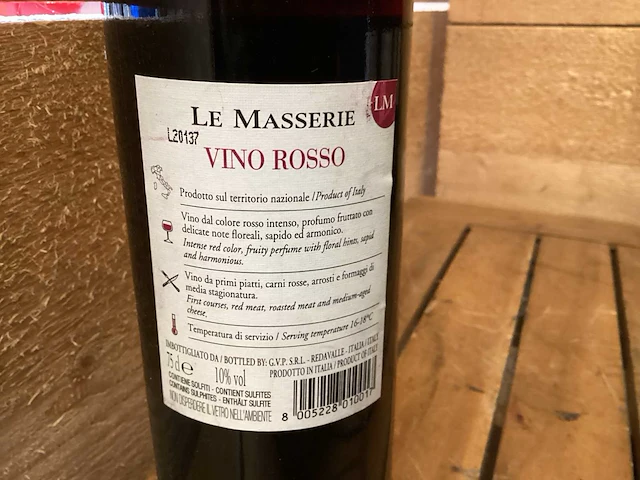 LE MASSERIE
LM
L20137
VINO ROSSO
Prodotto sul territorio nazionale / Product of Italy
Vino dal colore rosso intenso, profumo fruttato con
delicate note floreali, sapido ed armonico.
Intense red color, fruity perfume with floral hints, sapid
and harmonious.
Vino da primi piatti, carni rosse, arrosti e formaggi di
media stagionatura.
First courses, red meat, roasted meat and medium-aged
cheese.
Temperatura di servizio / Serving temperature 16-18°C
IMBOTTIGLIATO DA / BOTTLED BY: G.V.P. S.R.L. - REDAVALLE - ITALIA / ITALY
PRODOTTO IN ITALIA / PRODUCT OF ITALY
75 cl e 10% vol
CONTIENE SOLFITI - CONTIENT SULFITES
CONTAINS SULPHITES - ENTHÄLT SULFITE
NON DISPERDERE IL VETRO NELL'AMBIENTE
8 005228 010017